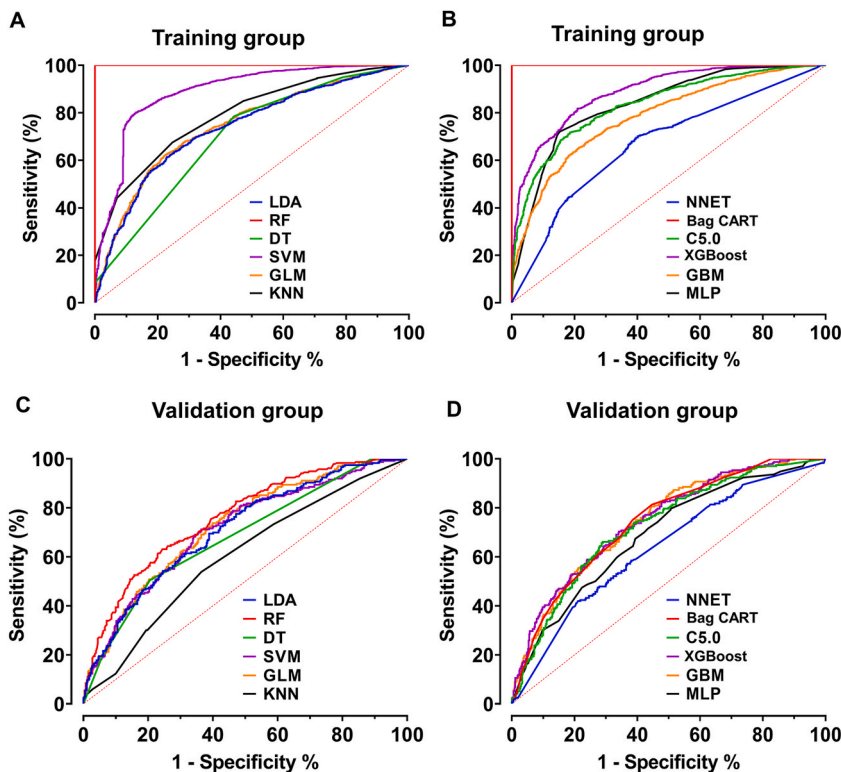 A
Training group
Sensitivity (%)
100
80
60
40
20
0
LDA
RF
DT
SVM
GLM
KNN
0 20 40 60 80 100
1 - Specificity %
B
Training group
Sensitivity (%)
100
80
60
40
20
0
NNET
Bag CART
C5.0
XGBoost
GBM
MLP
0 20 40 60 80 100
1 - Specificity %
C
Validation group
Sensitivity (%)
100
80
60
40
20
0
LDA
RF
DT
SVM
GLM
KNN
0 20 40 60 80 100
1 - Specificity %
D
Validation group
Sensitivity (%)
100
80
60
40
20
0
NNET
Bag CART
C5.0
XGBoost
GBM
MLP
0 20 40 60 80 100
1 - Specificity %